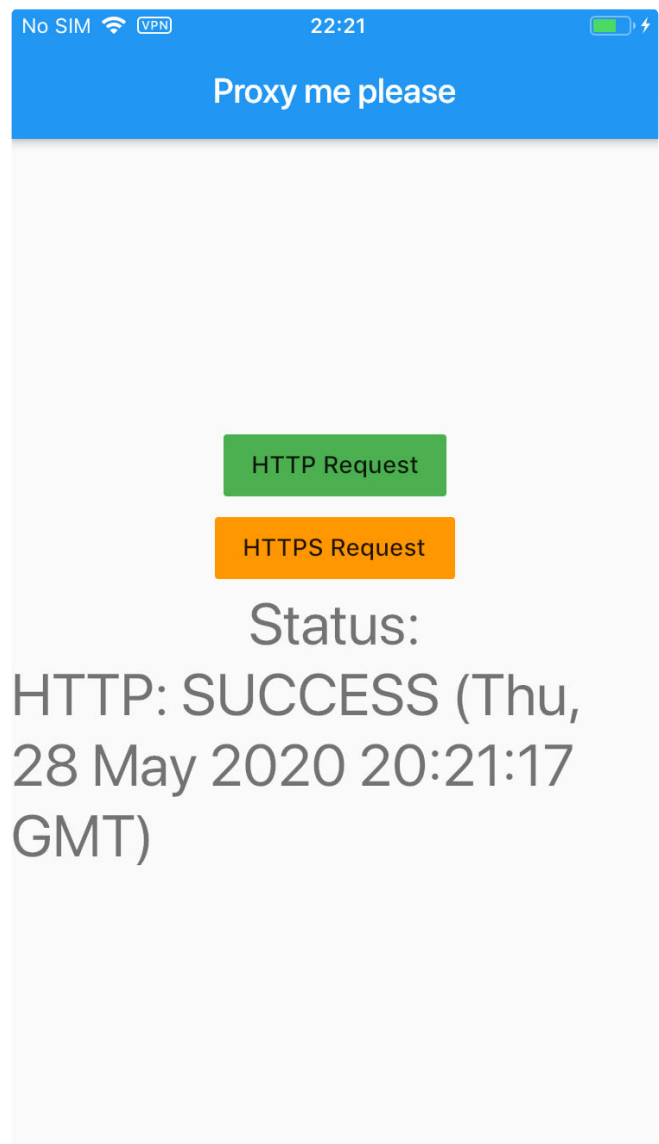 No SIM VPN 22:21
Proxy me please
HTTP Request
HTTPS Request
Status:
HTTP: SUCCESS (Thu,
28 May 2020 20:21:17
GMT)